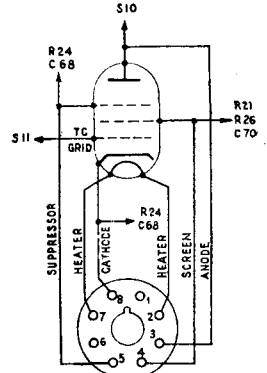 S10
R24
C68
R21
R26
C70
S11
TC
GRID
R24
C68
SUPPRESSOR
HEATER
CATHODE
HEATER
SCREEN
ANODE
8
1
7
2
6
3
5
4